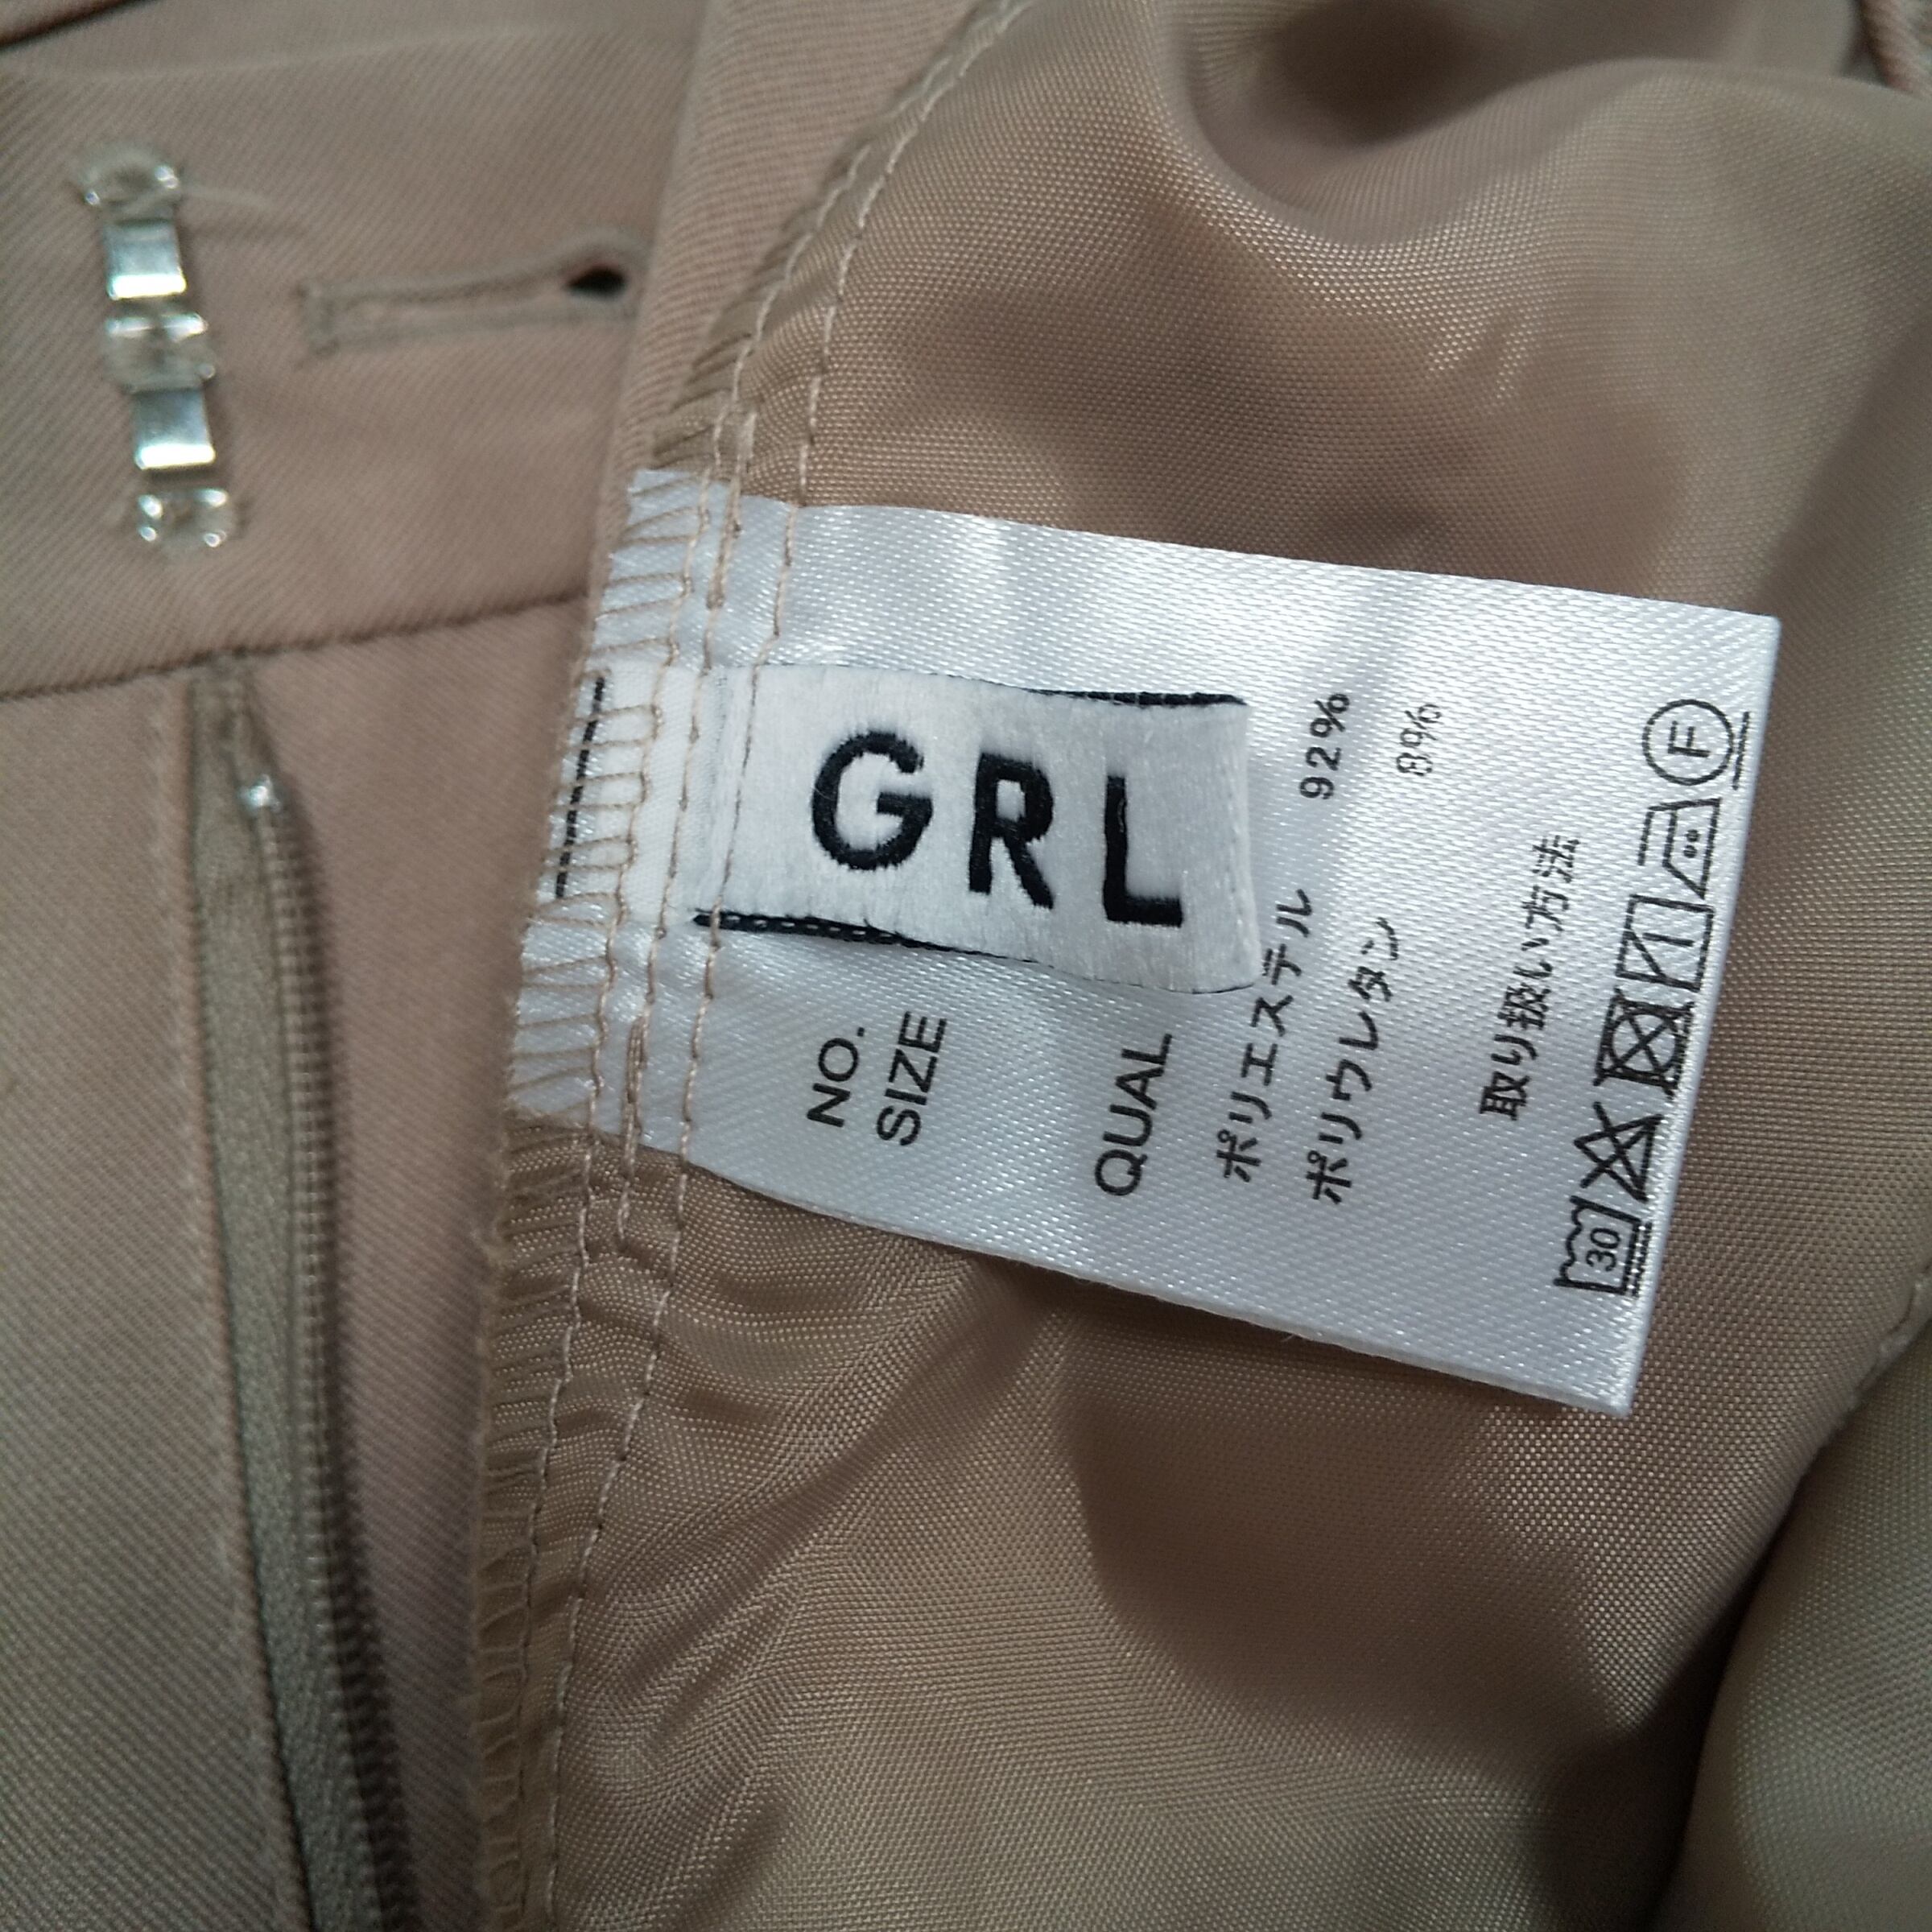 GRL
NO.
SIZE
QUAL
ポリエステル 92%
ポリウレタン 8%
取り扱い方法
30 F